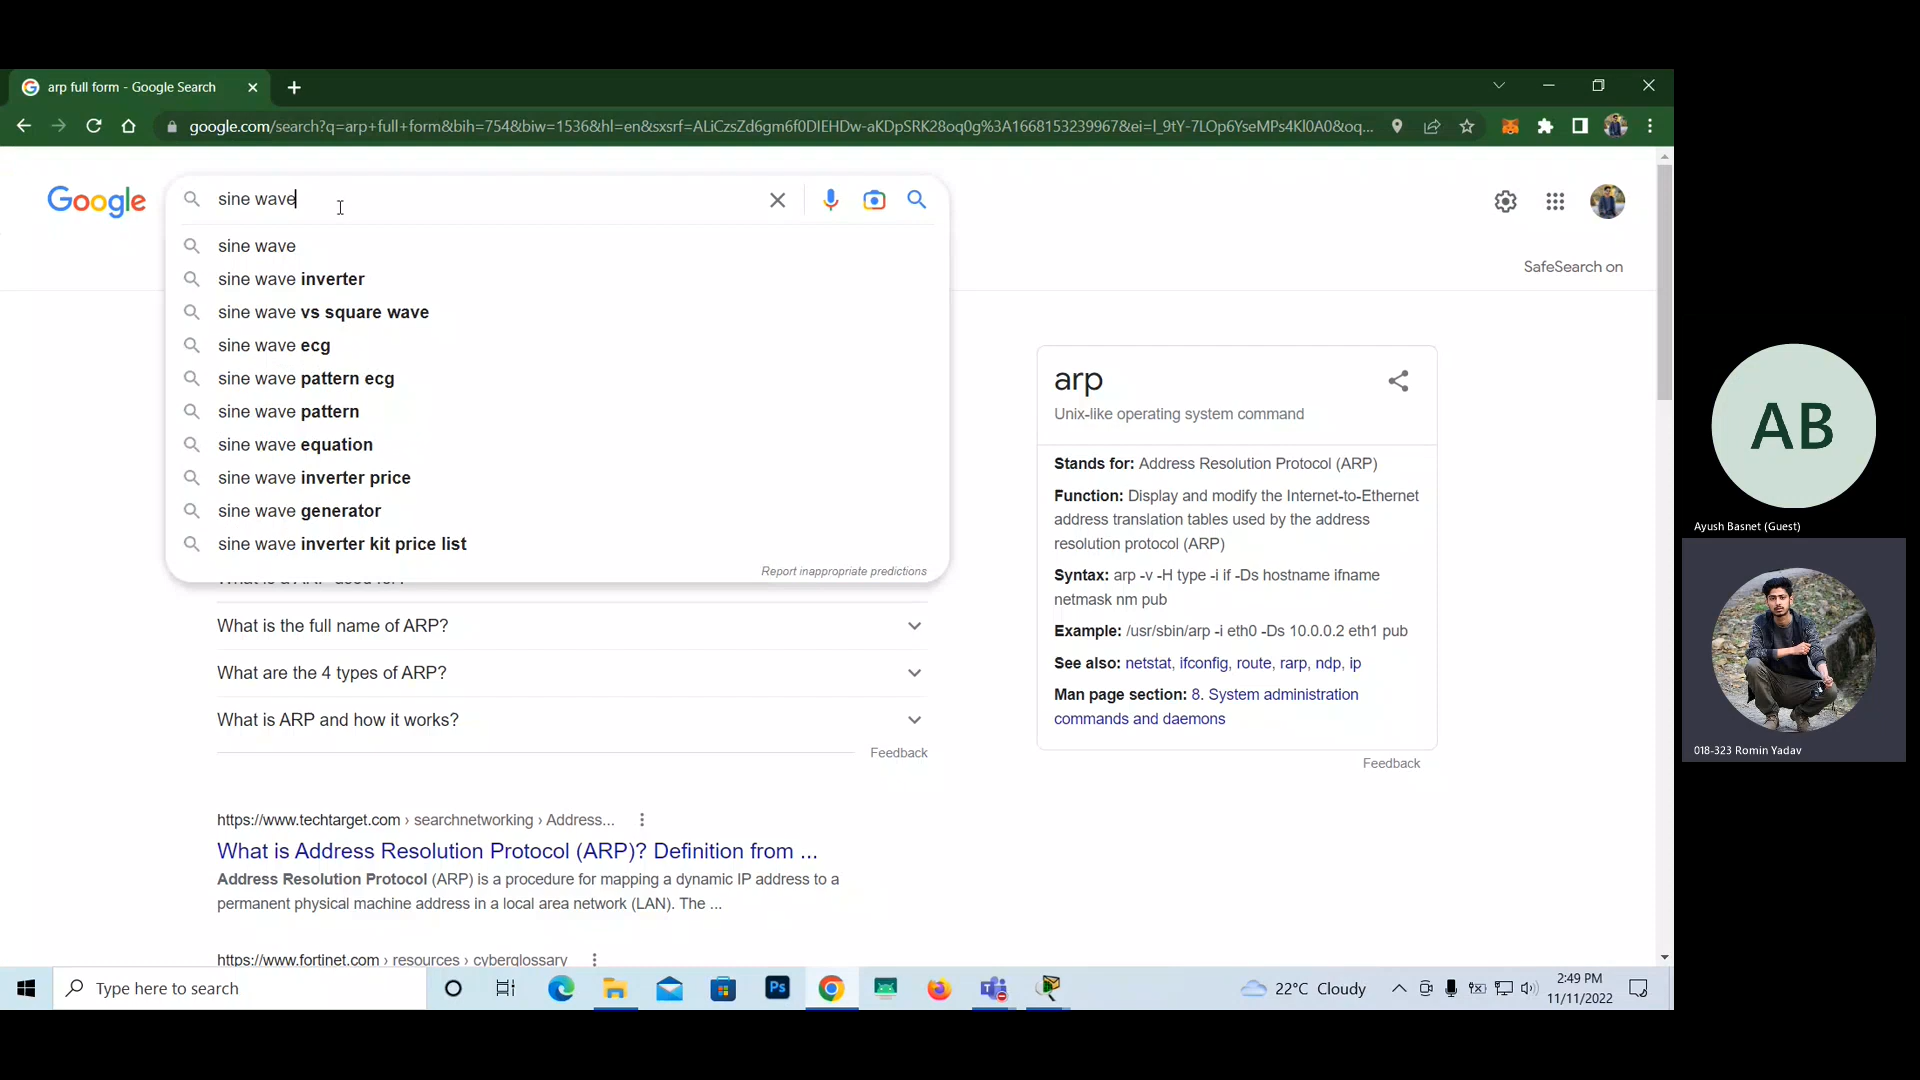 arp full form - Google Search
google.com/search?q=arp+full+form&bih=754&biw=1536&hl=en&sxsrf=ALiCzsZd6gm6f0DIEHDw-aKDpSRK28oq0g%3A1668153239967&ei=l_9tY-7LOp6YseMPs4Kl0A0&oq...
Google
sine wave
sine wave
sine wave inverter
sine wave vs square wave
sine wave ecg
sine wave pattern ecg
sine wave pattern
sine wave equation
sine wave inverter price
sine wave generator
sine wave inverter kit price list
Report inappropriate predictions
SafeSearch on
What is the full name of ARP?
What are the 4 types of ARP?
What is ARP and how it works?
Feedback
https://www.techtarget.com › searchnetworking › Address...
What is Address Resolution Protocol (ARP)? Definition from ...
Address Resolution Protocol (ARP) is a procedure for mapping a dynamic IP address to a
permanent physical machine address in a local area network (LAN). The ...
https://www.fortinet.com › resources › cyberglossary
arp
Unix-like operating system command
Stands for: Address Resolution Protocol (ARP)
Function: Display and modify the Internet-to-Ethernet
address translation tables used by the address
resolution protocol (ARP)
Syntax: arp -v -H type -i if -Ds hostname ifname
netmask nm pub
Example: /usr/sbin/arp -i eth0 -Ds 10.0.0.2 eth1 pub
See also: netstat, ifconfig, route, rarp, ndp, ip
Man page section: 8. System administration
commands and daemons
Feedback
AB
Ayush Basnet (Guest)
018-323 Romin Yadav
Type here to search
Ps
22°C Cloudy
2:49 PM
11/11/2022